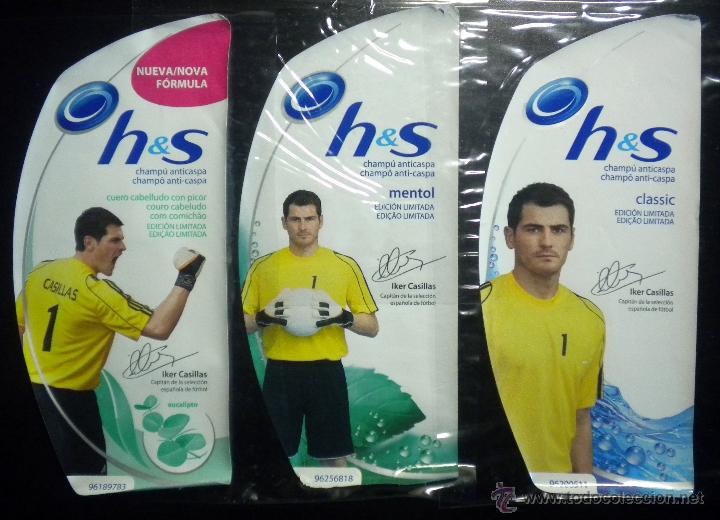 NUEVA/NOVA
FÓRMULA
h&s
champú anticaspa
champô anti-caspa
cuero cabelludo con picor
couro cabeludo
com comichão
EDICIÓN LIMITADA
EDIÇÃO LIMITADA
CASILLAS
1
Iker Casillas
Capitán de la selección
española de fútbol
eucalipto
96189783
h&s
champú anticaspa
champô anti-caspa
mentol
EDICIÓN LIMITADA
EDIÇÃO LIMITADA
1
Iker Casillas
Capitán de la selección
española de fútbol
96256818
h&s
champú anticaspa
champô anti-caspa
classic
EDICIÓN LIMITADA
EDIÇÃO LIMITADA
1
Iker Casillas
Capitán de la selección
española de fútbol
96200511
© todocoleccion.net